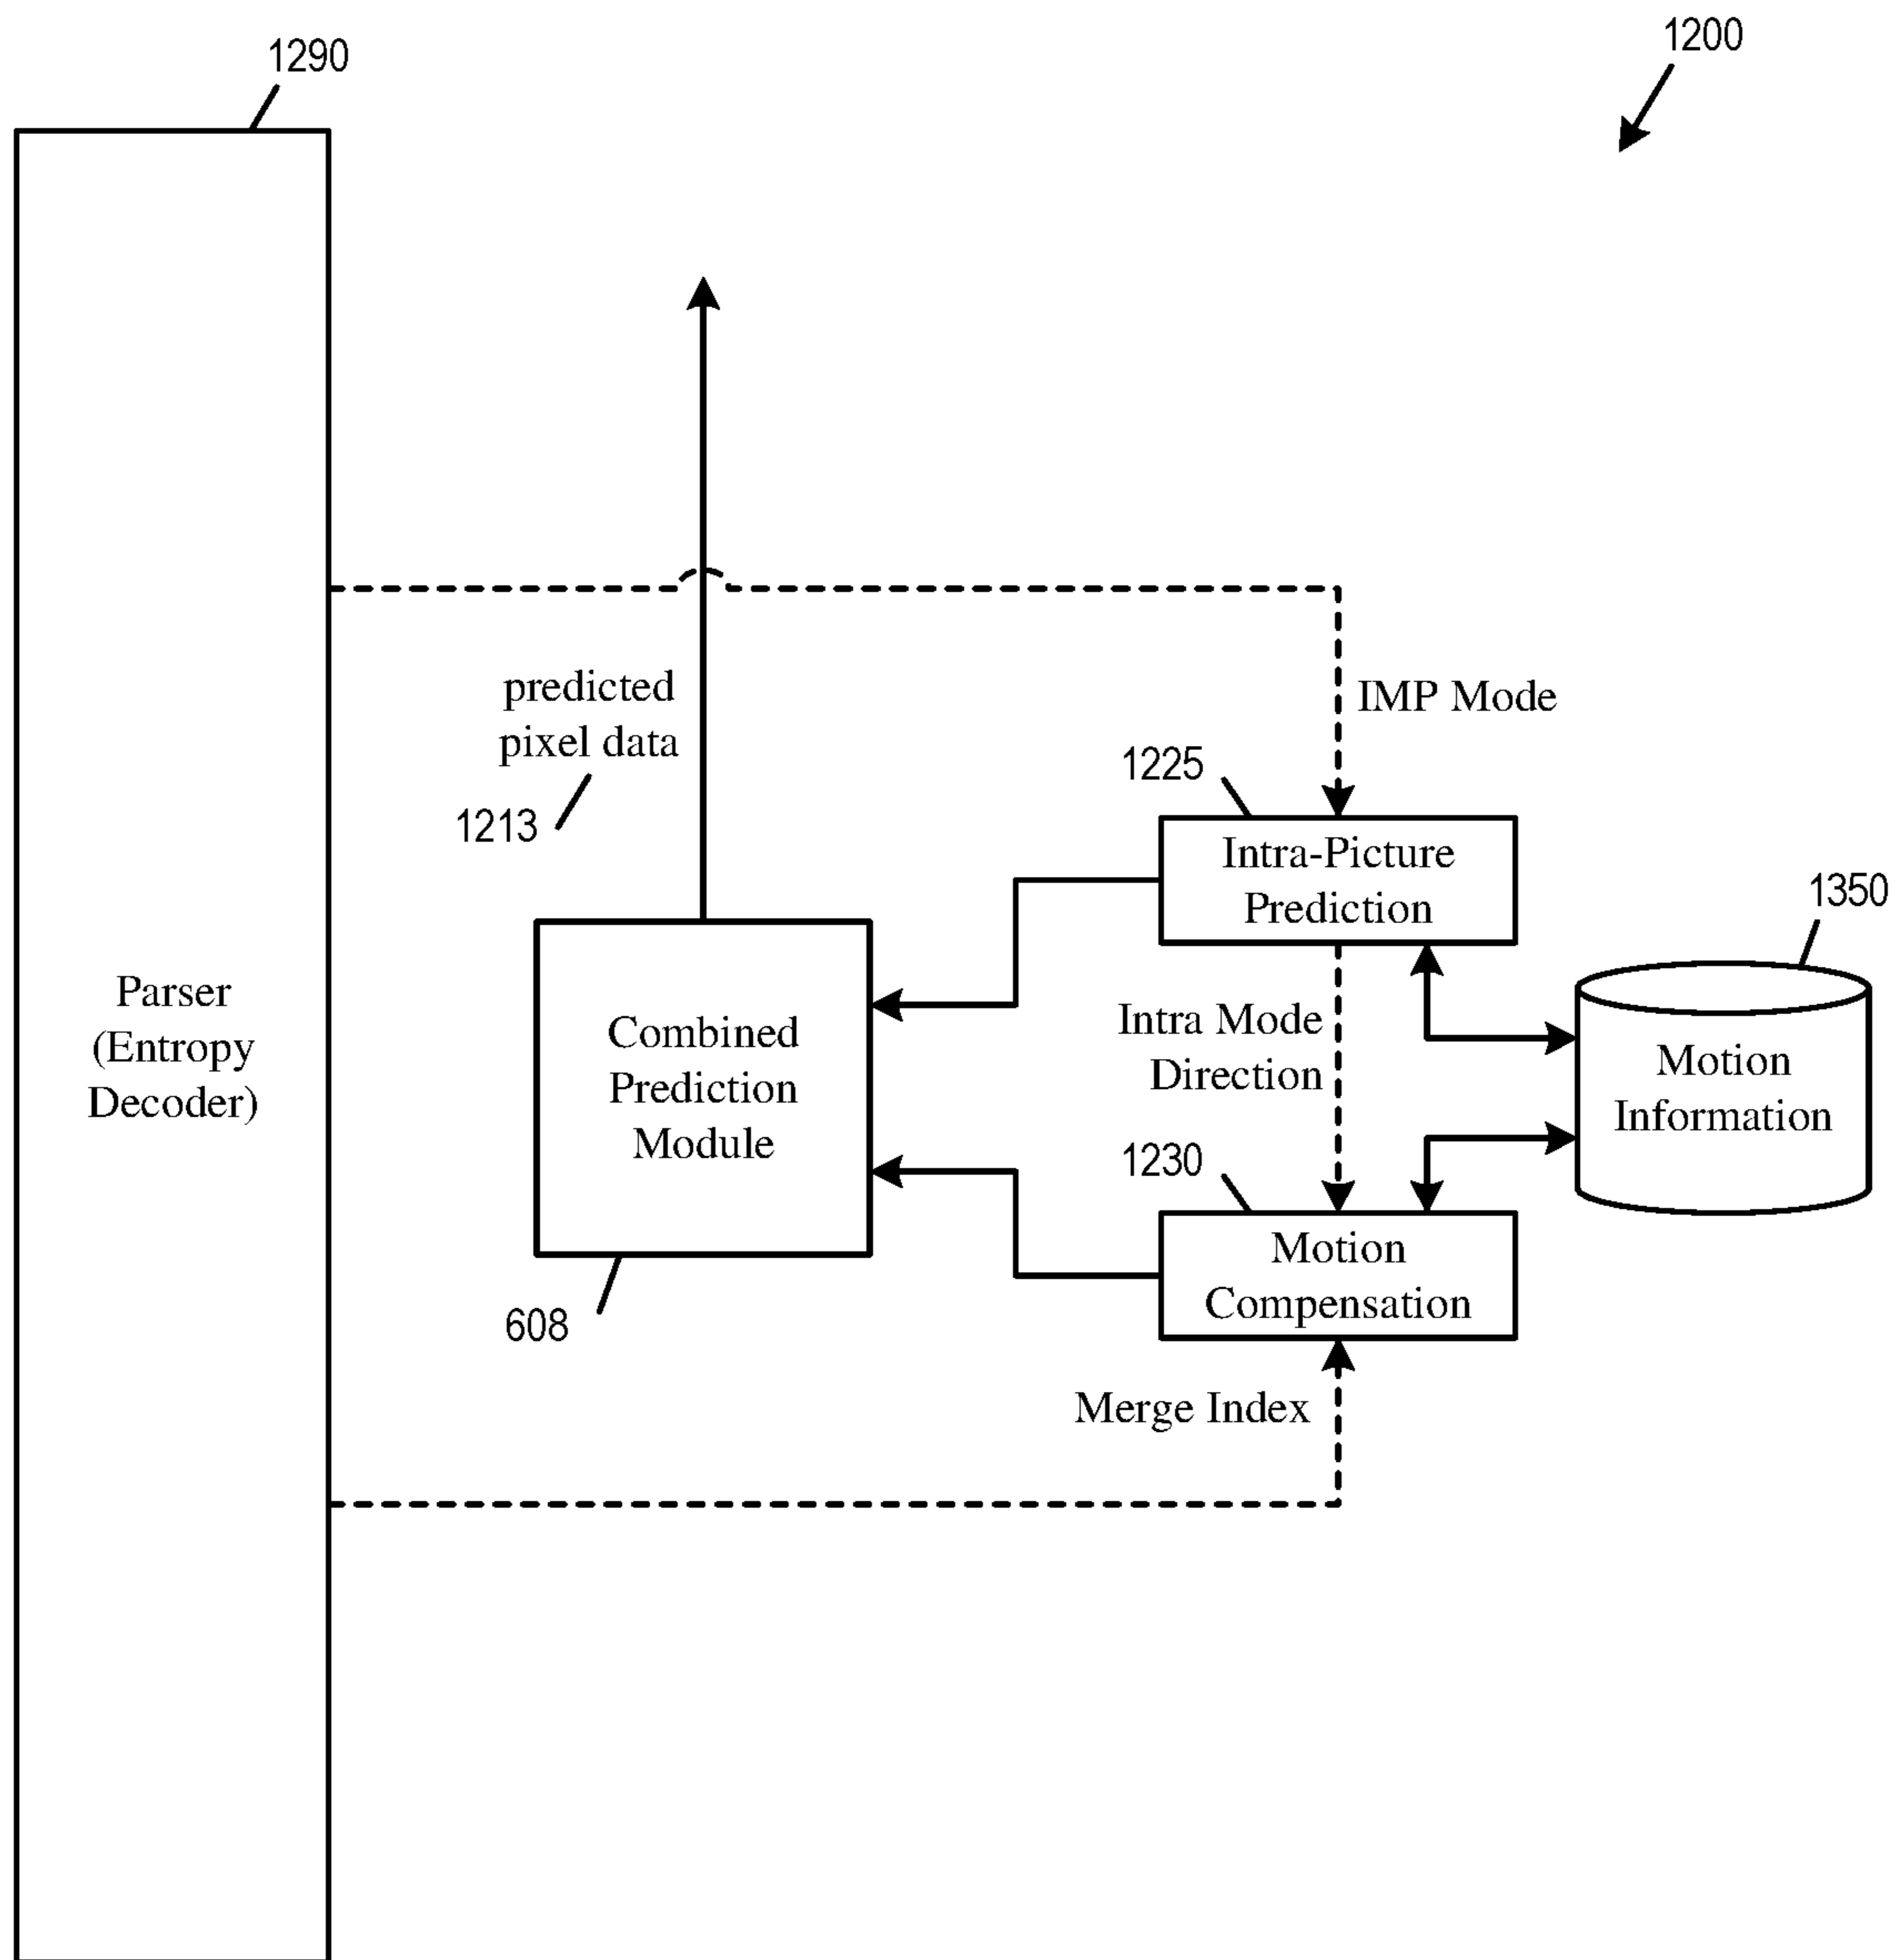 1200
1290
predicted
pixel data
1213
IMP Mode
1225
Intra-Picture
Prediction
1350
Parser
(Entropy
Decoder)
Combined
Prediction
Module
608
Intra Mode
Direction
Motion
Information
1230
Motion
Compensation
Merge Index